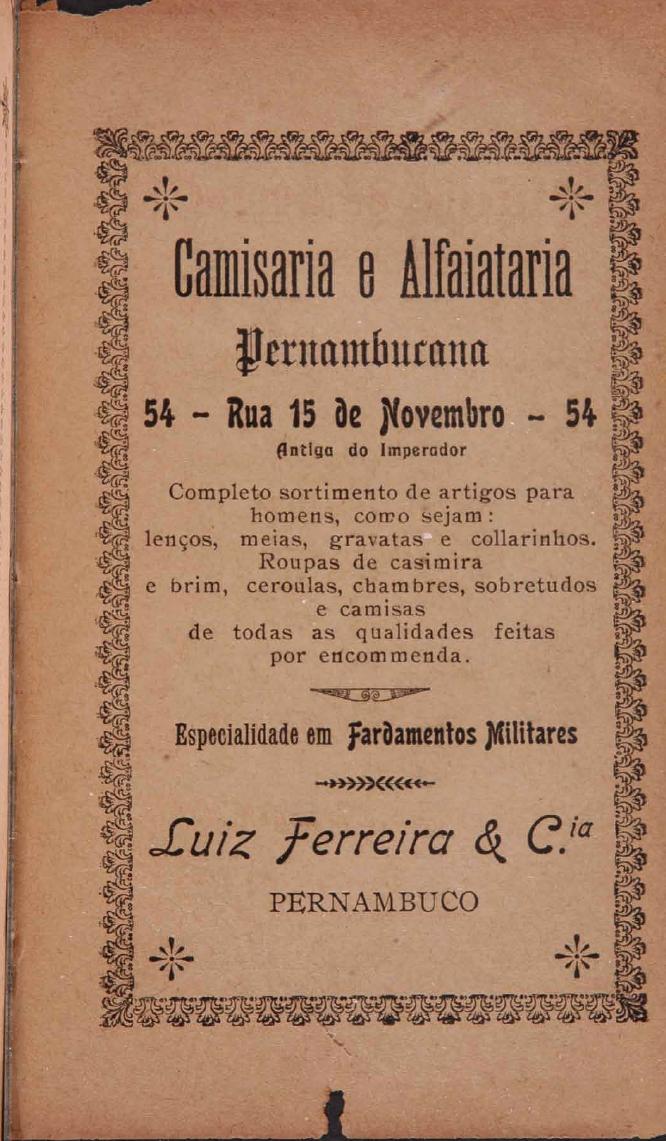 Camisaria e Alfaiataria
Pernambucana
54 - Rua 15 de Novembro - 54
Antiga do Imperador
Completo sortimento de artigos para
homens, como sejam:
lenços, meias, gravatas e collarinhos.
Roupas de casimira
e brim, ceroulas, chambres, sobretudos
e camisas
de todas as qualidades feitas
por encommenda.
Especialidade em Fardamentos Militares
Luiz Ferreira & C.ia
PERNAMBUCO